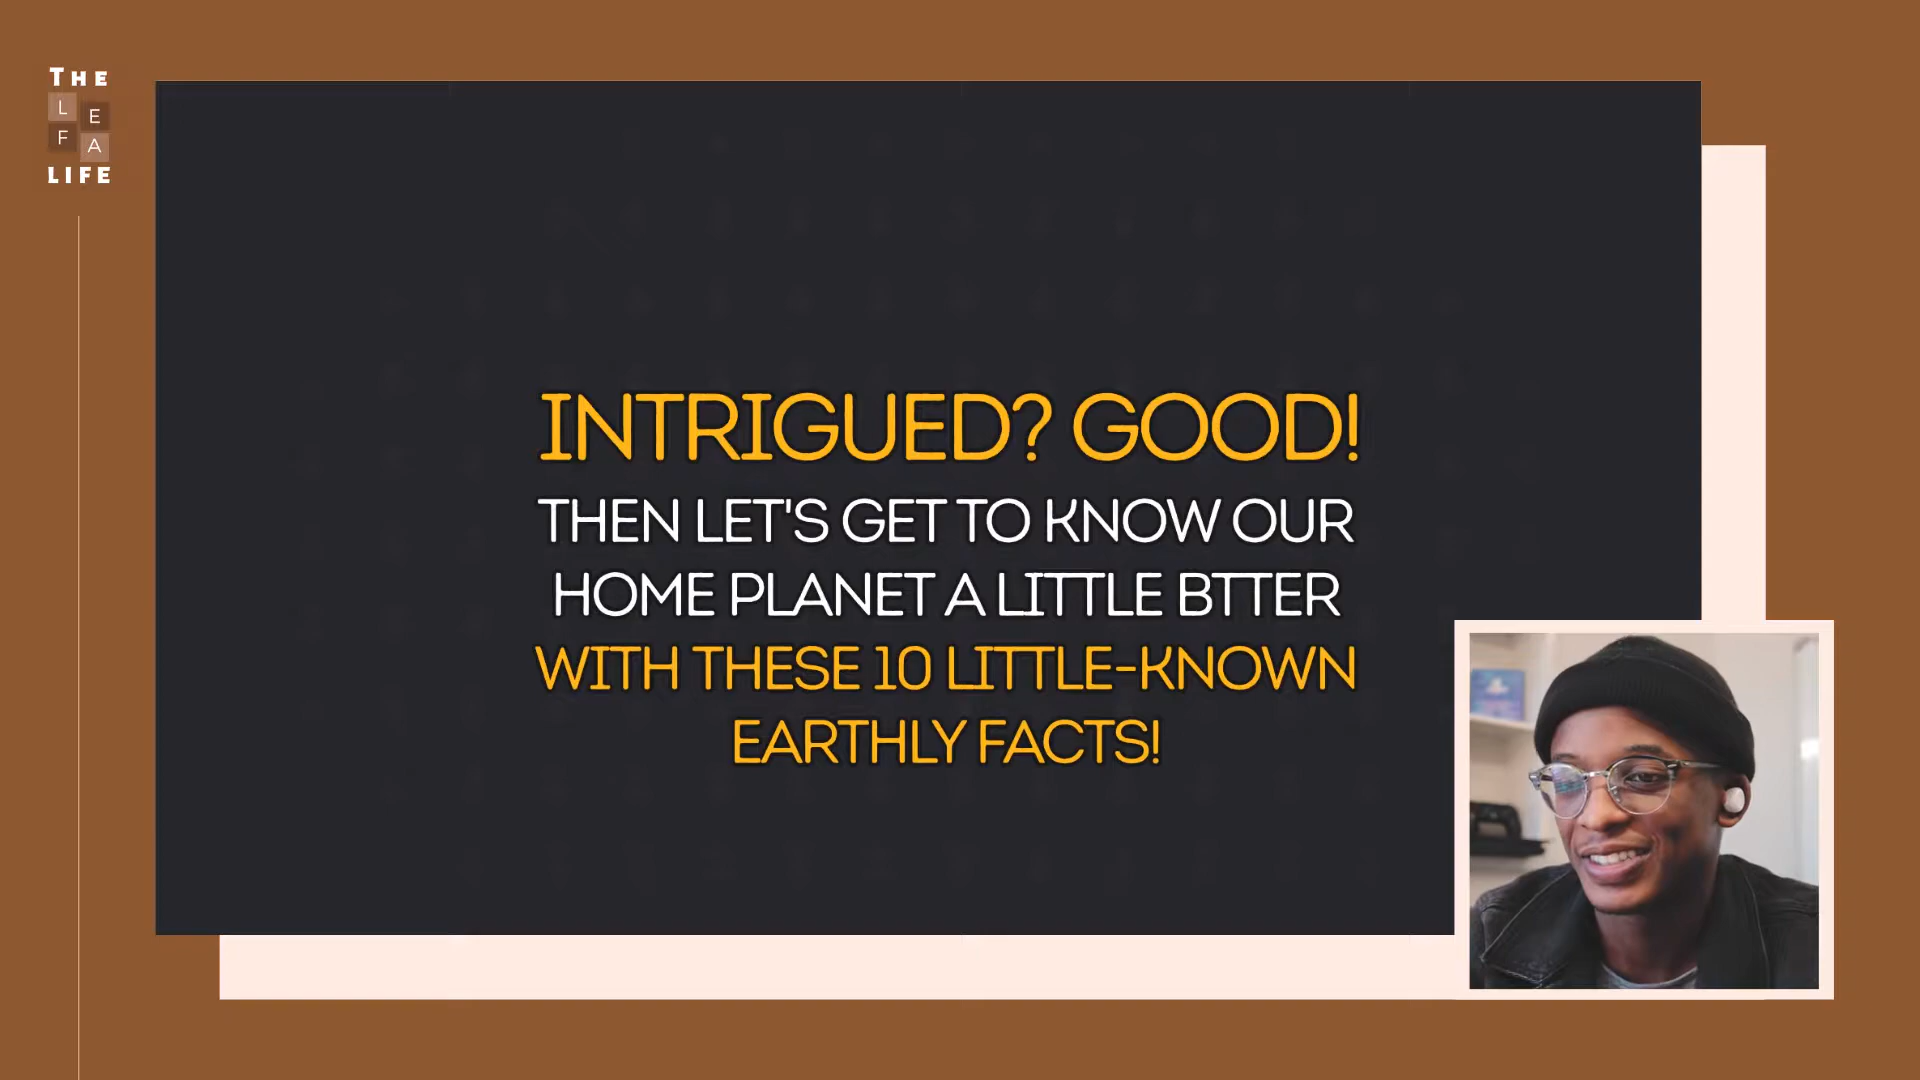 THE
L E
F A
LIFE
INTRIGUED? GOOD!
THEN LET'S GET TO KNOW OUR
HOME PLANET A LITTLE BTTER
WITH THESE 10 LITTLE-KNOWN
EARTHLY FACTS!